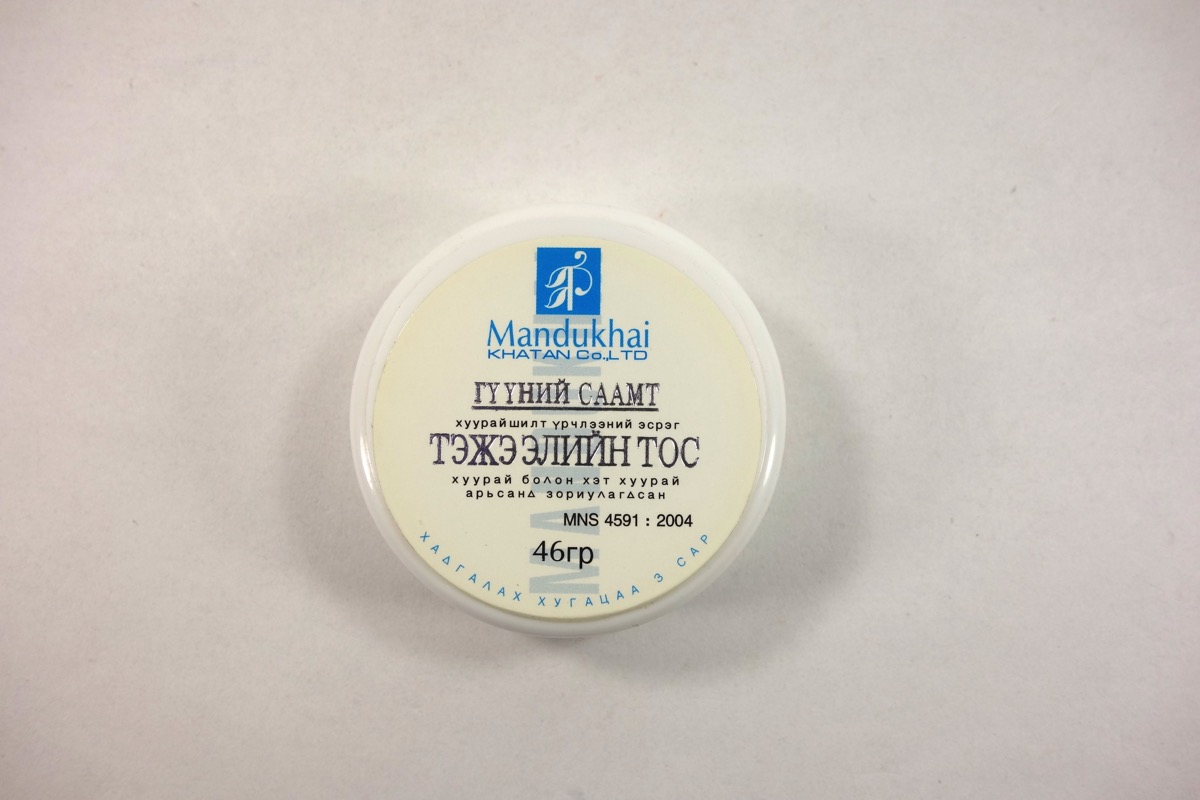 Mandukhai
KHATAN Co.,LTD
ГҮҮНИЙ СААМТ
хуурайшилт үрчлээний эсрэг
ТЭЖЭЭЛИЙН ТОС
хуурай болон хэт хуурай
арьсанд зориулагдсан
MNS 4591 : 2004
46гр
ХАДГАЛАХ ХУГАЦАА 3 САР